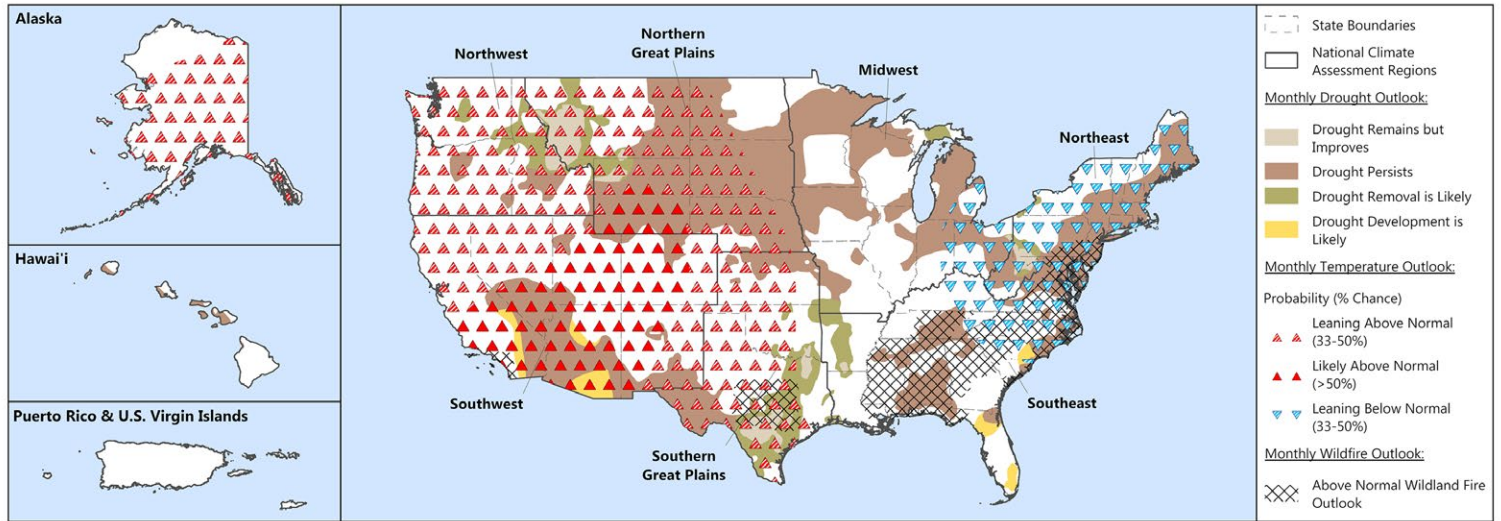 Alaska
Hawai'i
Puerto Rico & U.S. Virgin Islands
Northwest
Northern
Great Plains
Midwest
Northeast
Southwest
Southern
Great Plains
Southeast
State Boundaries
National Climate
Assessment Regions
Monthly Drought Outlook:
Drought Remains but
Improves
Drought Persists
Drought Removal is Likely
Drought Development is
Likely
Monthly Temperature Outlook:
Probability (% Chance)
Leaning Above Normal
(33-50%)
Likely Above Normal
(>50%)
Leaning Below Normal
(33-50%)
Monthly Wildfire Outlook:
Above Normal Wildland Fire
Outlook